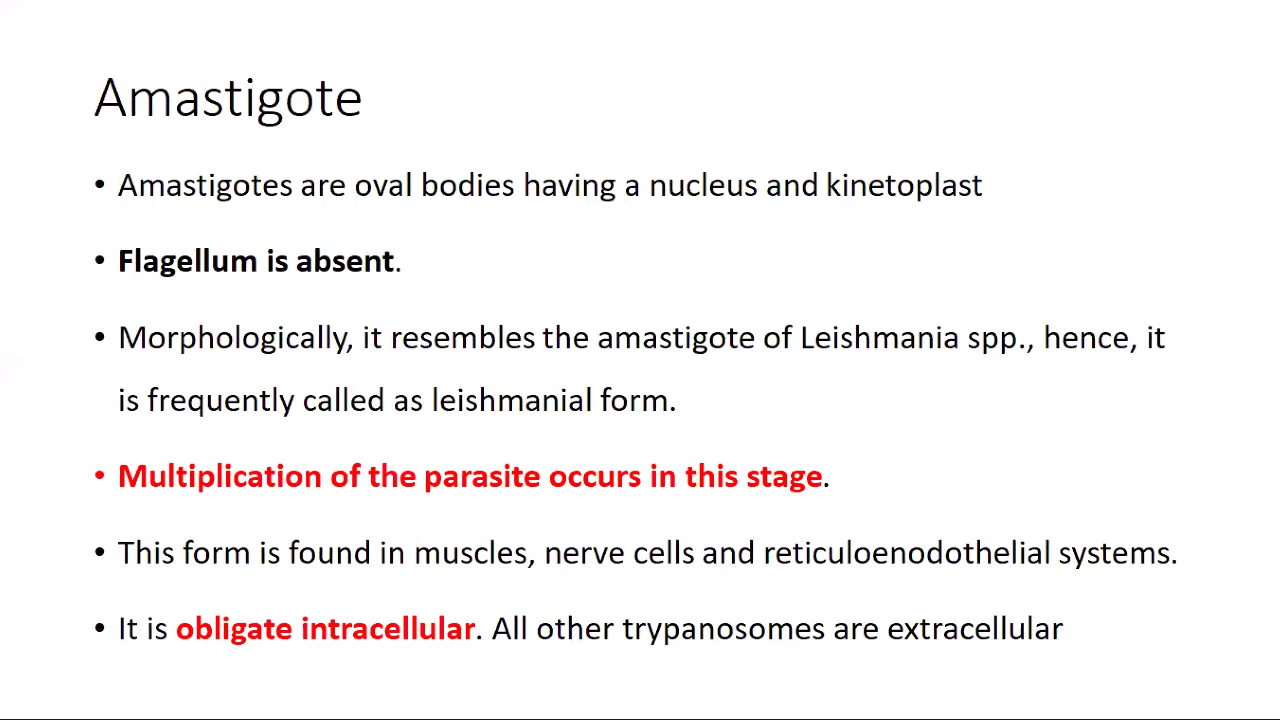 Amastigote
• Amastigotes are oval bodies having a nucleus and kinetoplast
• Flagellum is absent.
• Morphologically, it resembles the amastigote of Leishmania spp., hence, it
is frequently called as leishmanial form.
• Multiplication of the parasite occurs in this stage.
• This form is found in muscles, nerve cells and reticuloenodothelial systems.
• It is obligate intracellular. All other trypanosomes are extracellular